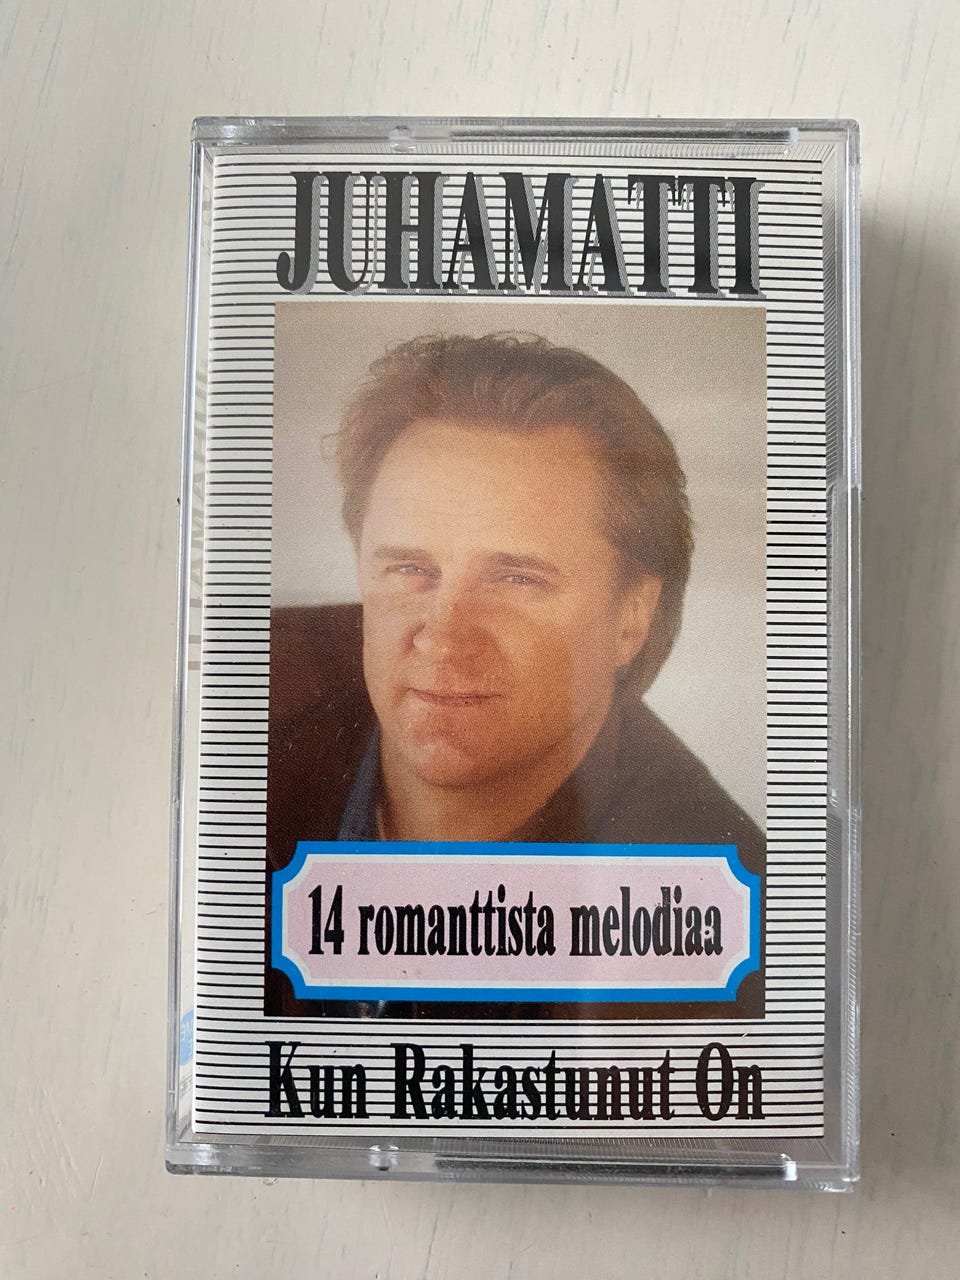 JUHAMATTI
14 romanttista melodiaa
Kun Rakastunut On